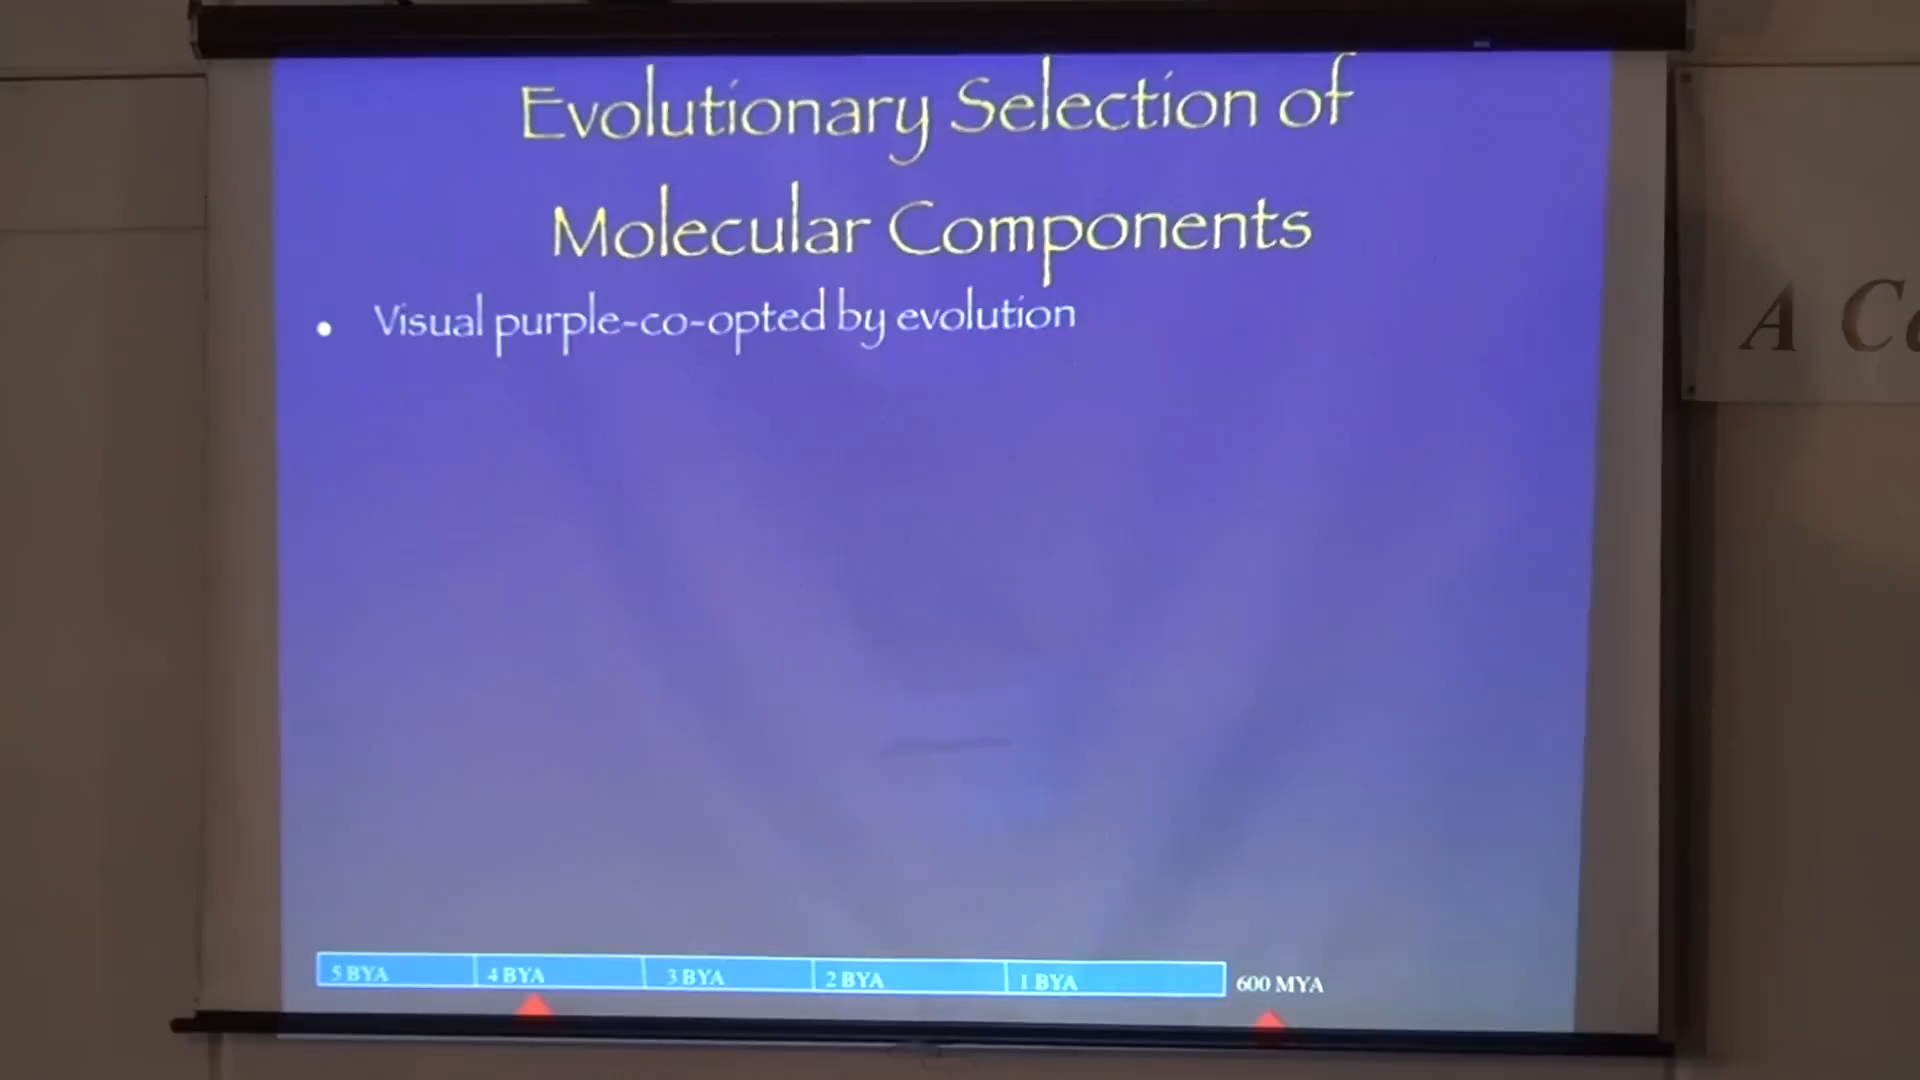 Evolutionary Selection of
Molecular Components
• Visual purple-co-opted by evolution
A
5 BYA 4 BYA 3 BYA 2 BYA 1 BYA 600 MYA